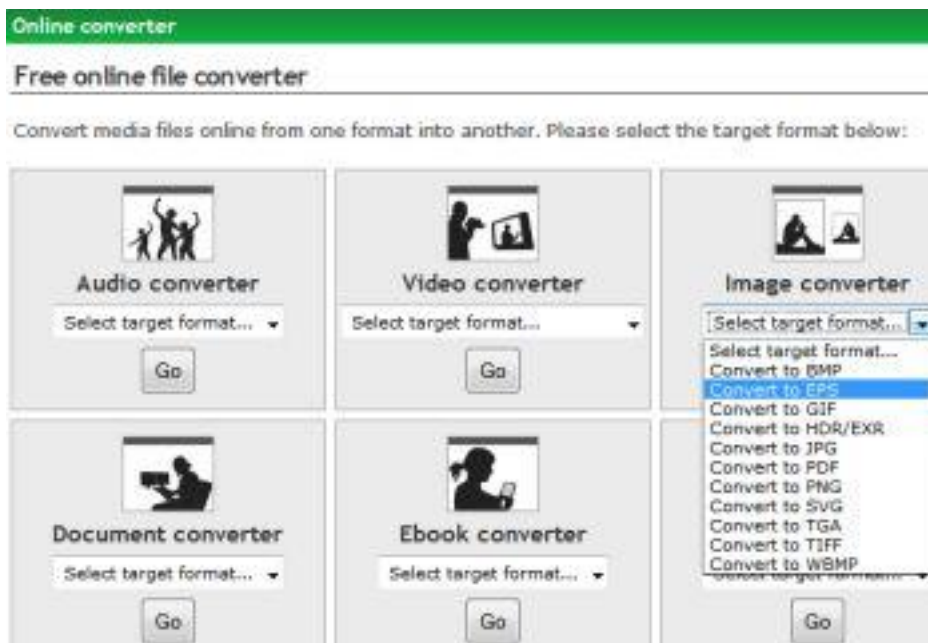 Online converter
Free online file converter
Convert media files online from one format into another. Please select the target format below:
Audio converter
Select target format...
Go
Video converter
Select target format...
Go
Image converter
Select target format...
Select target format...
Convert to BMP
Convert to EPS
Convert to GIF
Convert to HDR/EXR
Convert to JPG
Convert to PDF
Convert to PNG
Convert to SVG
Convert to TGA
Convert to TIFF
Convert to WBMP
Document converter
Select target format...
Go
Ebook converter
Select target format...
Go
Go